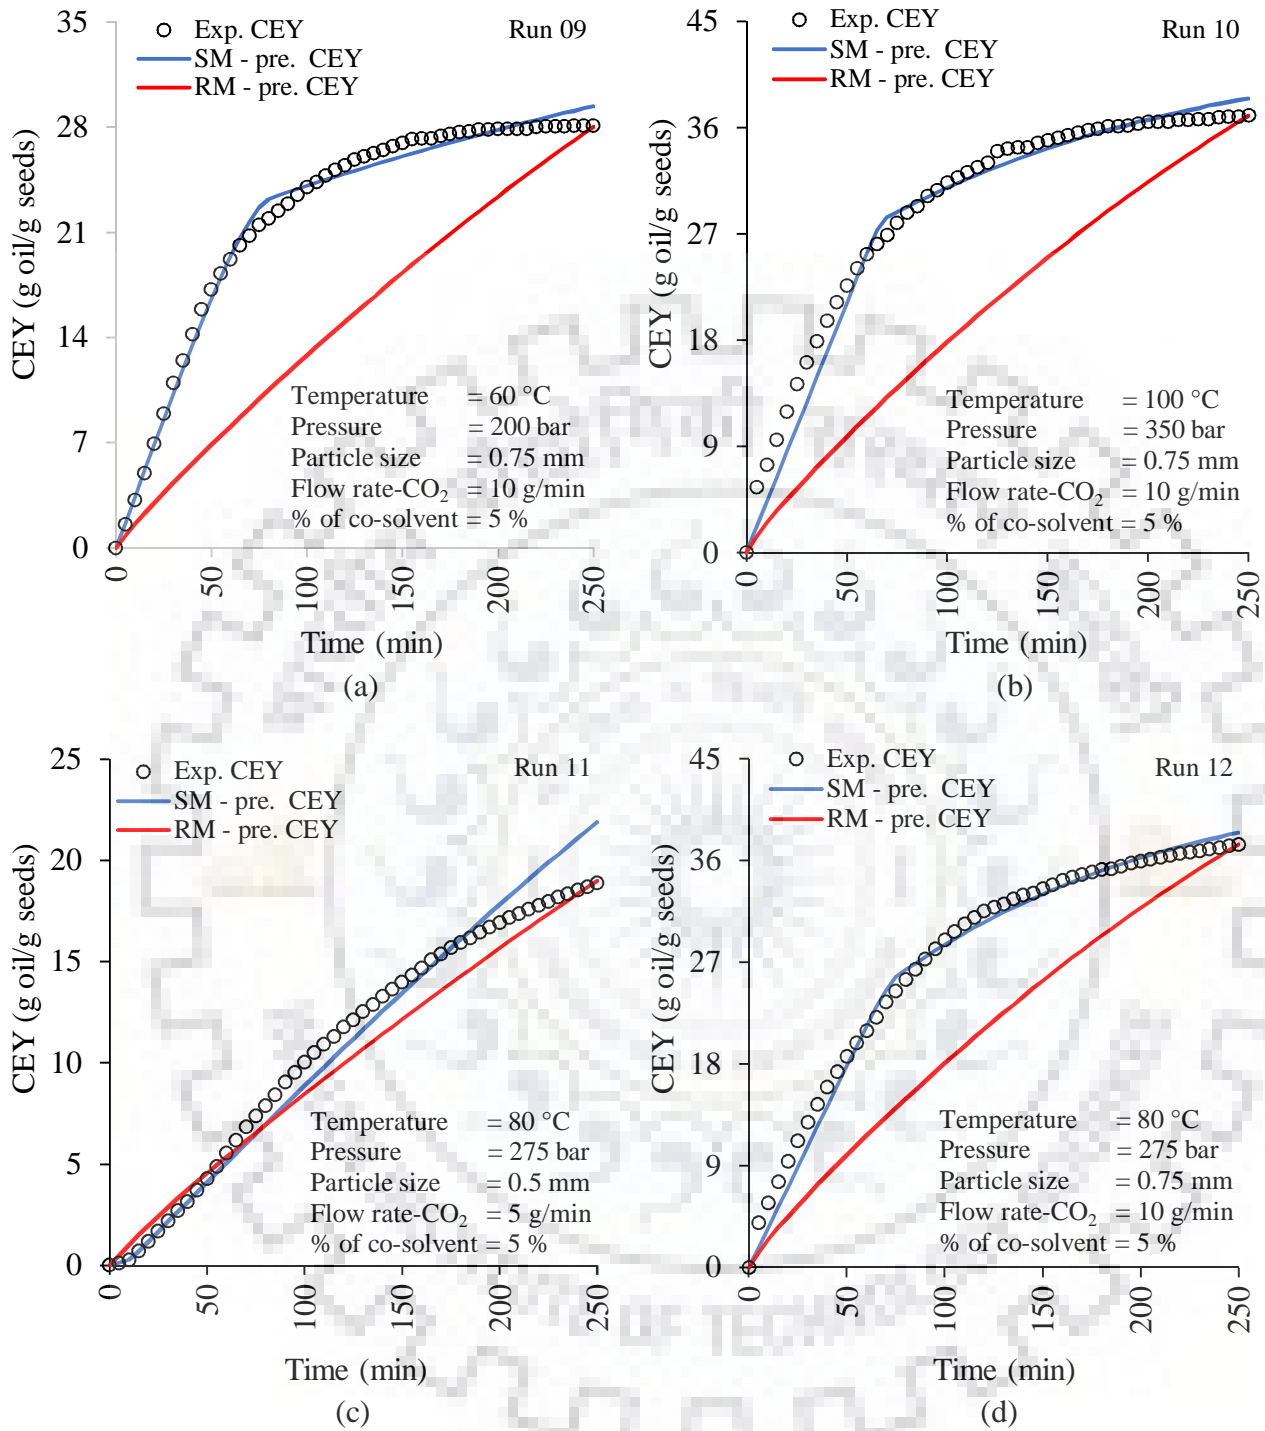 35
28
21
14
7
0
CEY (g oil/g seeds)
Exp. CEY
SM - pre. CEY
RM - pre. CEY
Run 09
Temperature = 60 °C
Pressure = 200 bar
Particle size = 0.75 mm
Flow rate-CO₂ = 10 g/min
% of co-solvent = 5 %
0 50 100 150 200 250
Time (min)
(a)
45
36
27
18
9
0
CEY (g oil/g seeds)
Exp. CEY
SM - pre. CEY
RM - pre. CEY
Run 10
Temperature = 100 °C
Pressure = 350 bar
Particle size = 0.75 mm
Flow rate-CO₂ = 10 g/min
% of co-solvent = 5 %
0 50 100 150 200 250
Time (min)
(b)
25
20
15
10
5
0
CEY (g oil/g seeds)
Exp. CEY
SM - pre. CEY
RM - pre. CEY
Run 11
Temperature = 80 °C
Pressure = 275 bar
Particle size = 0.5 mm
Flow rate-CO₂ = 5 g/min
% of co-solvent = 5 %
0 50 100 150 200 250
Time (min)
(c)
45
36
27
18
9
0
CEY (g oil/g seeds)
Exp. CEY
SM - pre. CEY
RM - pre. CEY
Run 12
Temperature = 80 °C
Pressure = 275 bar
Particle size = 0.75 mm
Flow rate-CO₂ = 10 g/min
% of co-solvent = 5 %
0 50 100 150 200 250
Time (min)
(d)